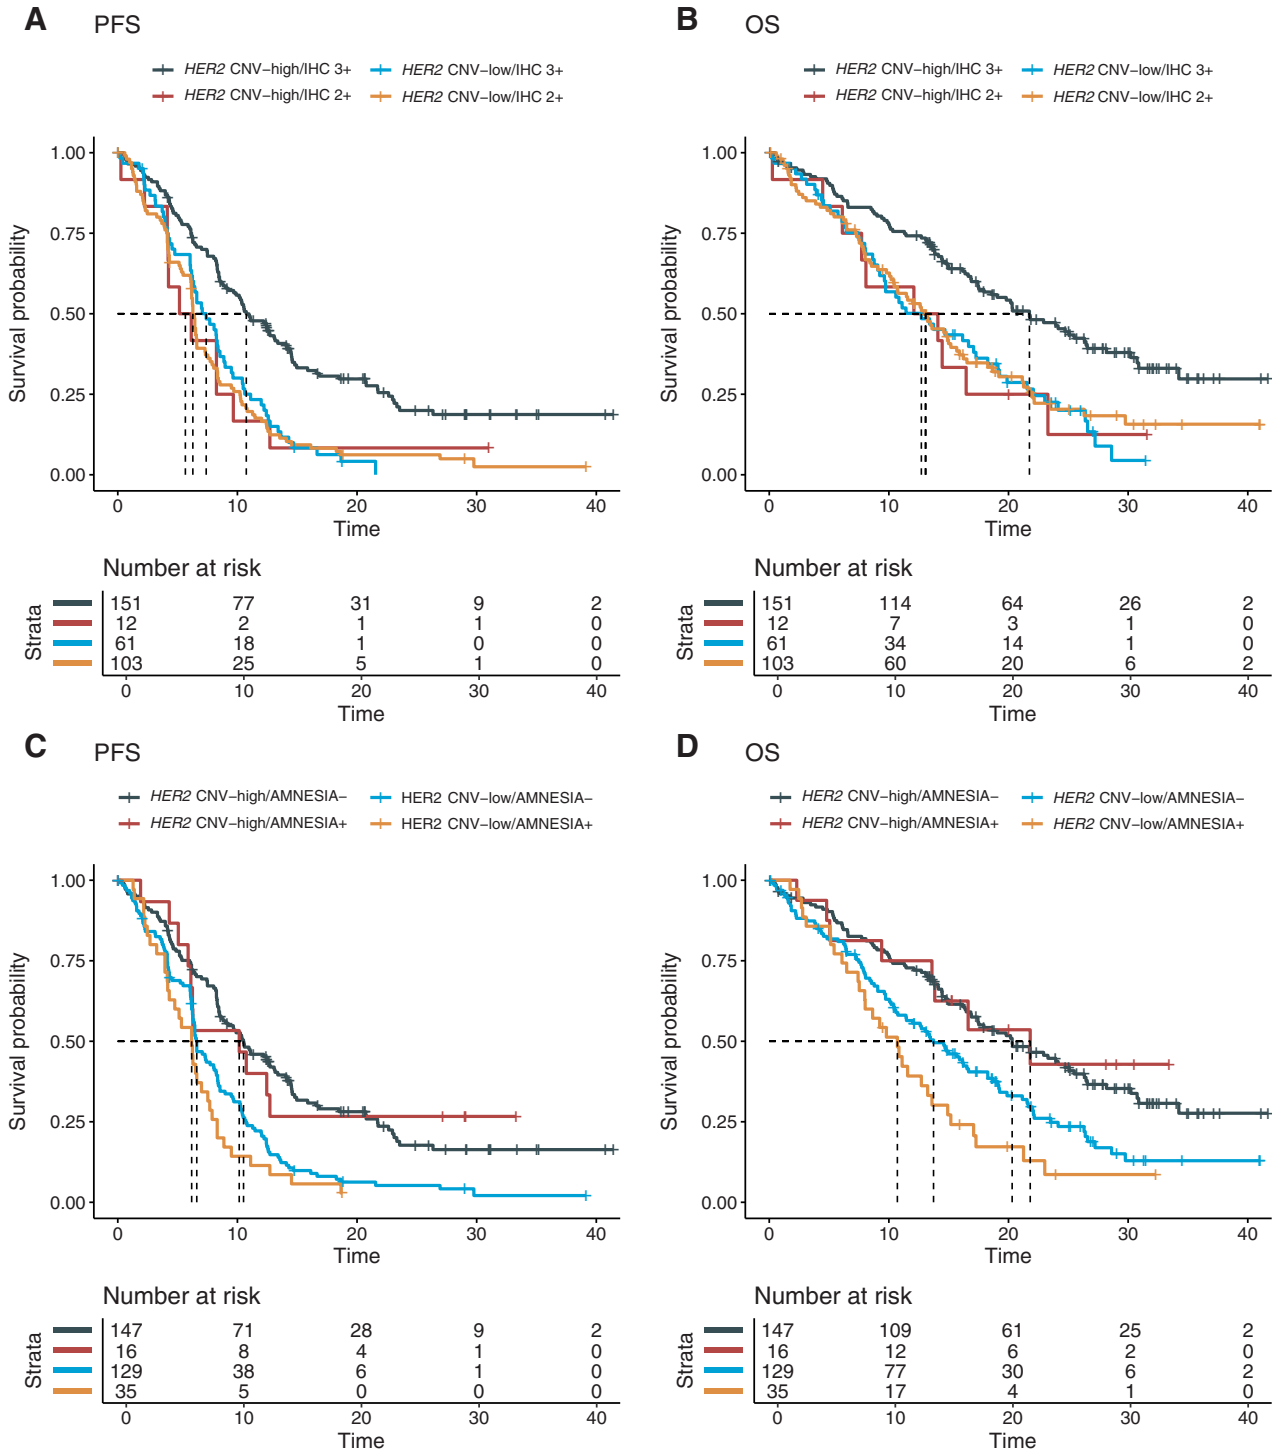 A PFS
HER2 CNV−high/IHC 3+ HER2 CNV−low/IHC 3+
HER2 CNV−high/IHC 2+ HER2 CNV−low/IHC 2+
Survival probability
1.00
0.75
0.50
0.25
0.00
0 10 20 30 40
Time
Number at risk
Strata
151 77 31 9 2
12 2 1 1 0
61 18 1 0 0
103 25 5 1 0
0 10 20 30 40
Time
B OS
HER2 CNV−high/IHC 3+ HER2 CNV−low/IHC 3+
HER2 CNV−high/IHC 2+ HER2 CNV−low/IHC 2+
Survival probability
1.00
0.75
0.50
0.25
0.00
0 10 20 30 40
Time
Number at risk
Strata
151 114 64 26 2
12 7 3 1 0
61 34 14 1 0
103 60 20 6 2
0 10 20 30 40
Time
C PFS
HER2 CNV−high/AMNESIA− HER2 CNV−low/AMNESIA−
HER2 CNV−high/AMNESIA+ HER2 CNV−low/AMNESIA+
Survival probability
1.00
0.75
0.50
0.25
0.00
0 10 20 30 40
Time
Number at risk
Strata
147 71 28 9 2
16 8 4 1 0
129 38 6 1 0
35 5 0 0 0
0 10 20 30 40
Time
D OS
HER2 CNV−high/AMNESIA− HER2 CNV−low/AMNESIA−
HER2 CNV−high/AMNESIA+ HER2 CNV−low/AMNESIA+
Survival probability
1.00
0.75
0.50
0.25
0.00
0 10 20 30 40
Time
Number at risk
Strata
147 109 61 25 2
16 12 6 2 0
129 77 30 6 2
35 17 4 1 0
0 10 20 30 40
Time